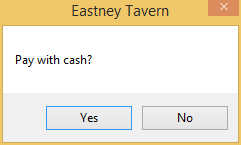 Eastney Tavern
Pay with cash?
Yes
No